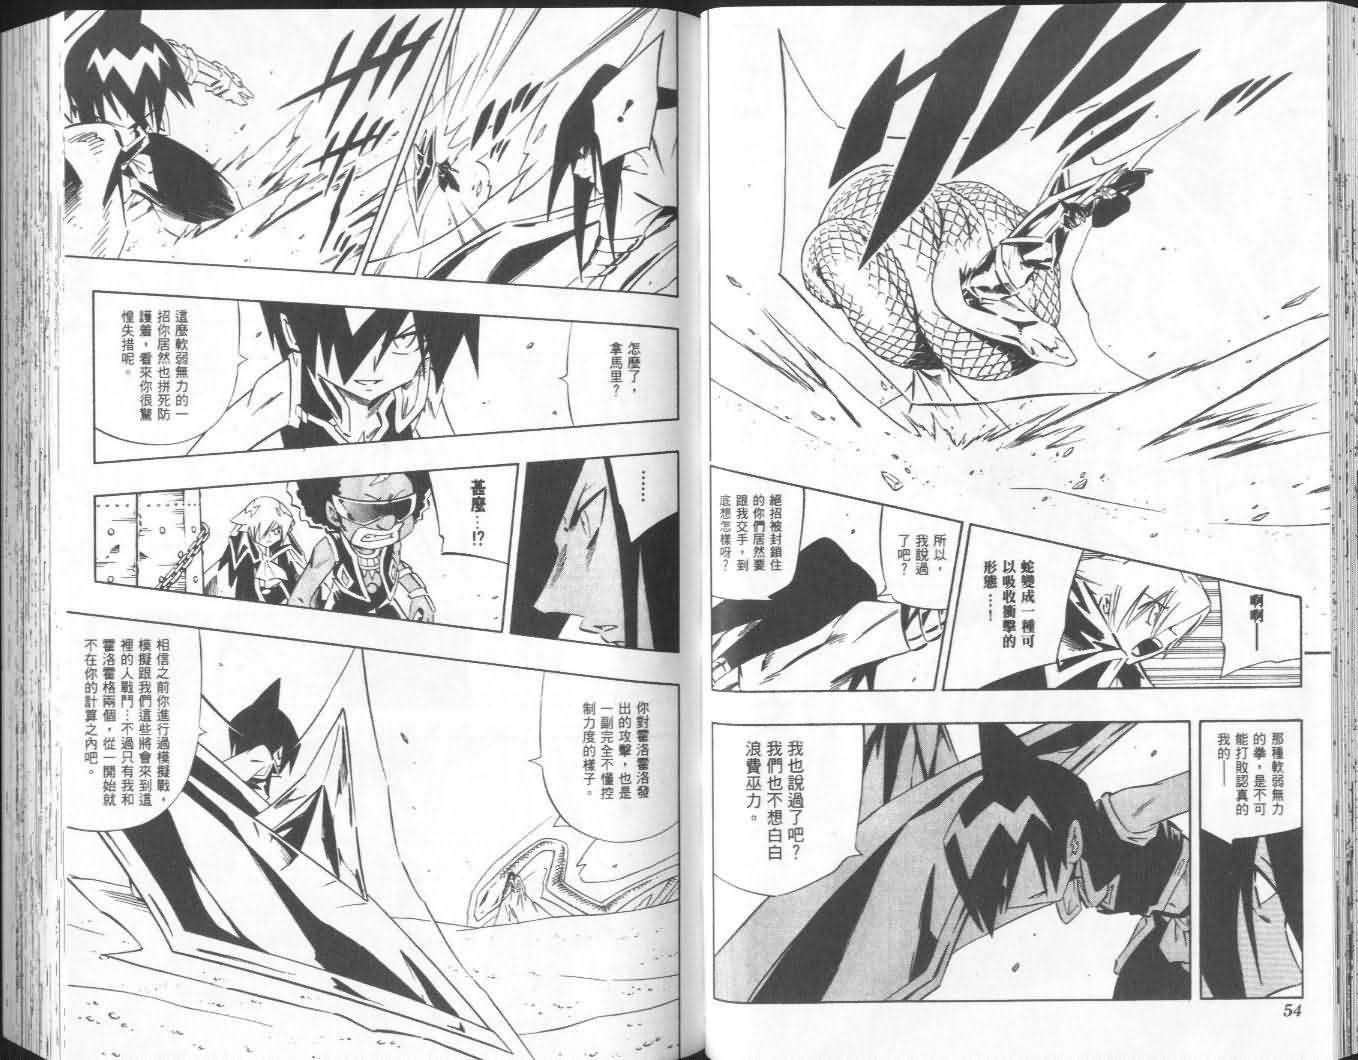 啊啊──
蛇變成一種可
以吸收衝擊的
形態…！
所以，
我說過
了吧？
絕招被封鎖住
的你們居然要
跟我交手，到
底想怎樣呀？
那種軟弱無力
的拳，是不可
能打敗認真的
我的──
我也說過了吧？
我們也不想白白
浪費巫力。
54
！
怎麼了，
拿馬里？
這麼軟弱無力的一
招你居然也拼死防
護着，看來你很驚
惶失措呢。
……
甚麼…!?
你對霍洛霍洛發
出的攻擊，也是
一副完全不懂控
制力度的樣子。
相信之前你進行過模擬戰，
模擬跟我們這些將會來到這
裡的人戰鬥…不過只有我和
霍洛霍格兩個，從一開始就
不在你的計算之內吧。